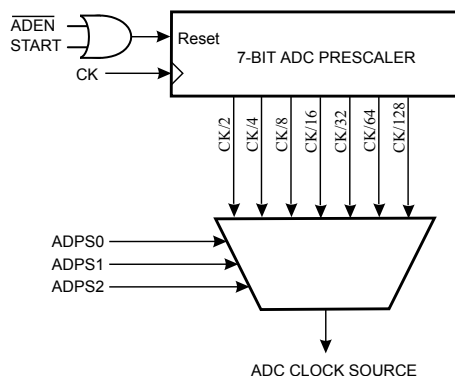 ADEN
START
Reset
CK
7-BIT ADC PRESCALER
CK/2
CK/4
CK/8
CK/16
CK/32
CK/64
CK/128
ADPS0
ADPS1
ADPS2
ADC CLOCK SOURCE